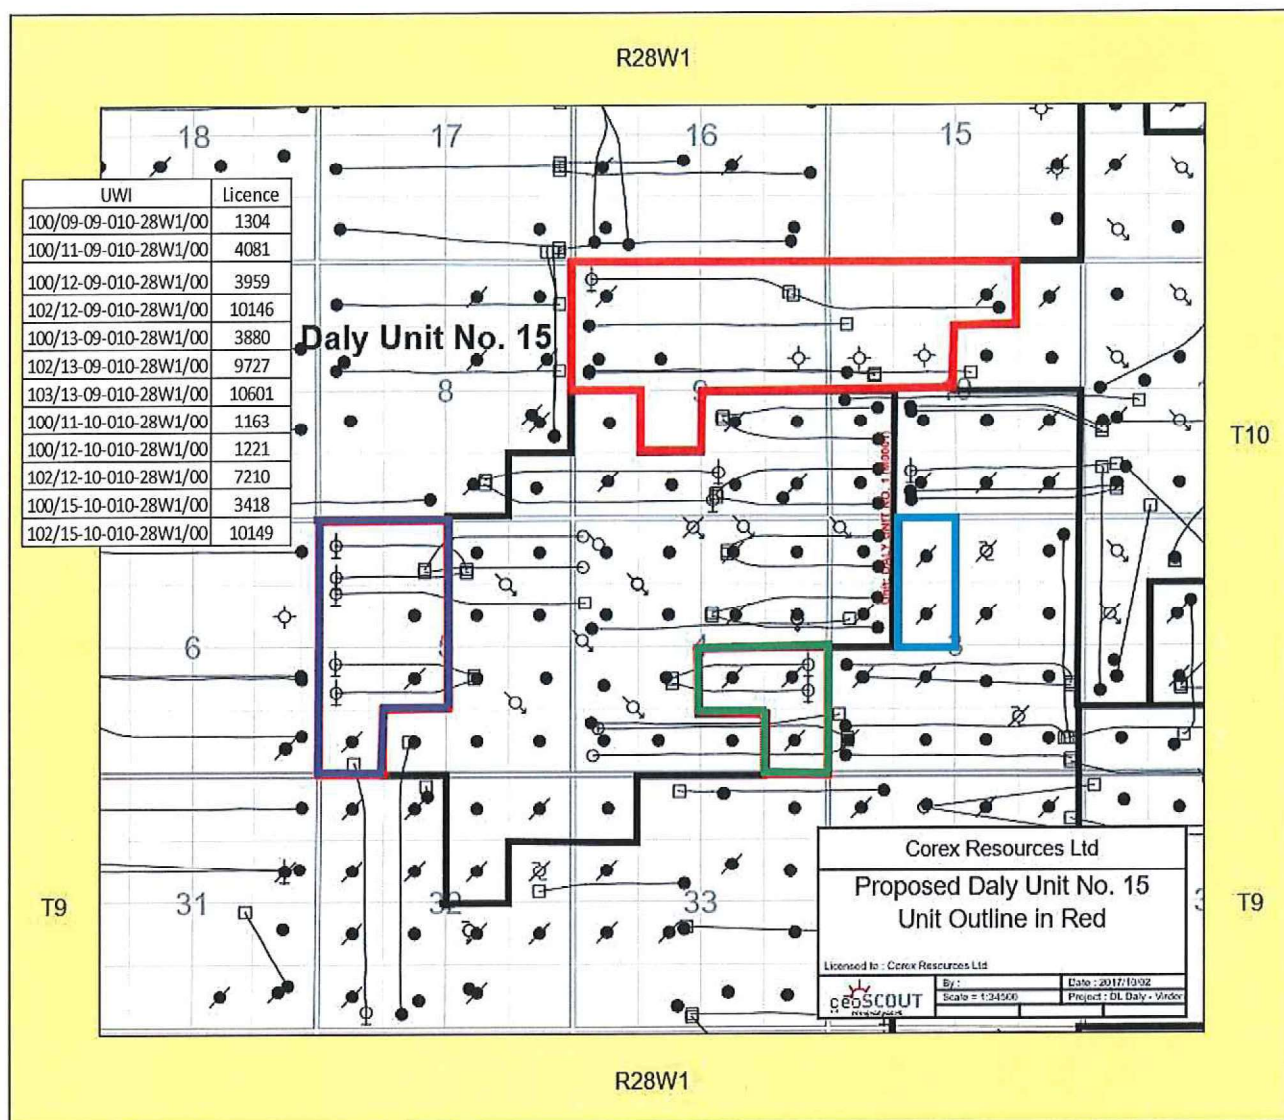 R28W1
18
17
16
15
UWI Licence
100/09-09-010-28W1/00 1304
100/11-09-010-28W1/00 4081
100/12-09-010-28W1/00 3959
102/12-09-010-28W1/00 10146
100/13-09-010-28W1/00 3880
102/13-09-010-28W1/00 9727
103/13-09-010-28W1/00 10601
100/11-10-010-28W1/00 1163
100/12-10-010-28W1/00 1221
102/12-10-010-28W1/00 7210
100/15-10-010-28W1/00 3418
102/15-10-010-28W1/00 10149
Daly Unit No. 15
8
9
T10
Unit: DALY UNIT NO. 1
6
T9
31
32
33
T9
Corex Resources Ltd
Proposed Daly Unit No. 15
Unit Outline in Red
Licensed to : Corex Resources Ltd
geoSCOUT
By :
Date : 2017/10/02
Scale = 1:34500
Project : DL Daly - Virden
R28W1